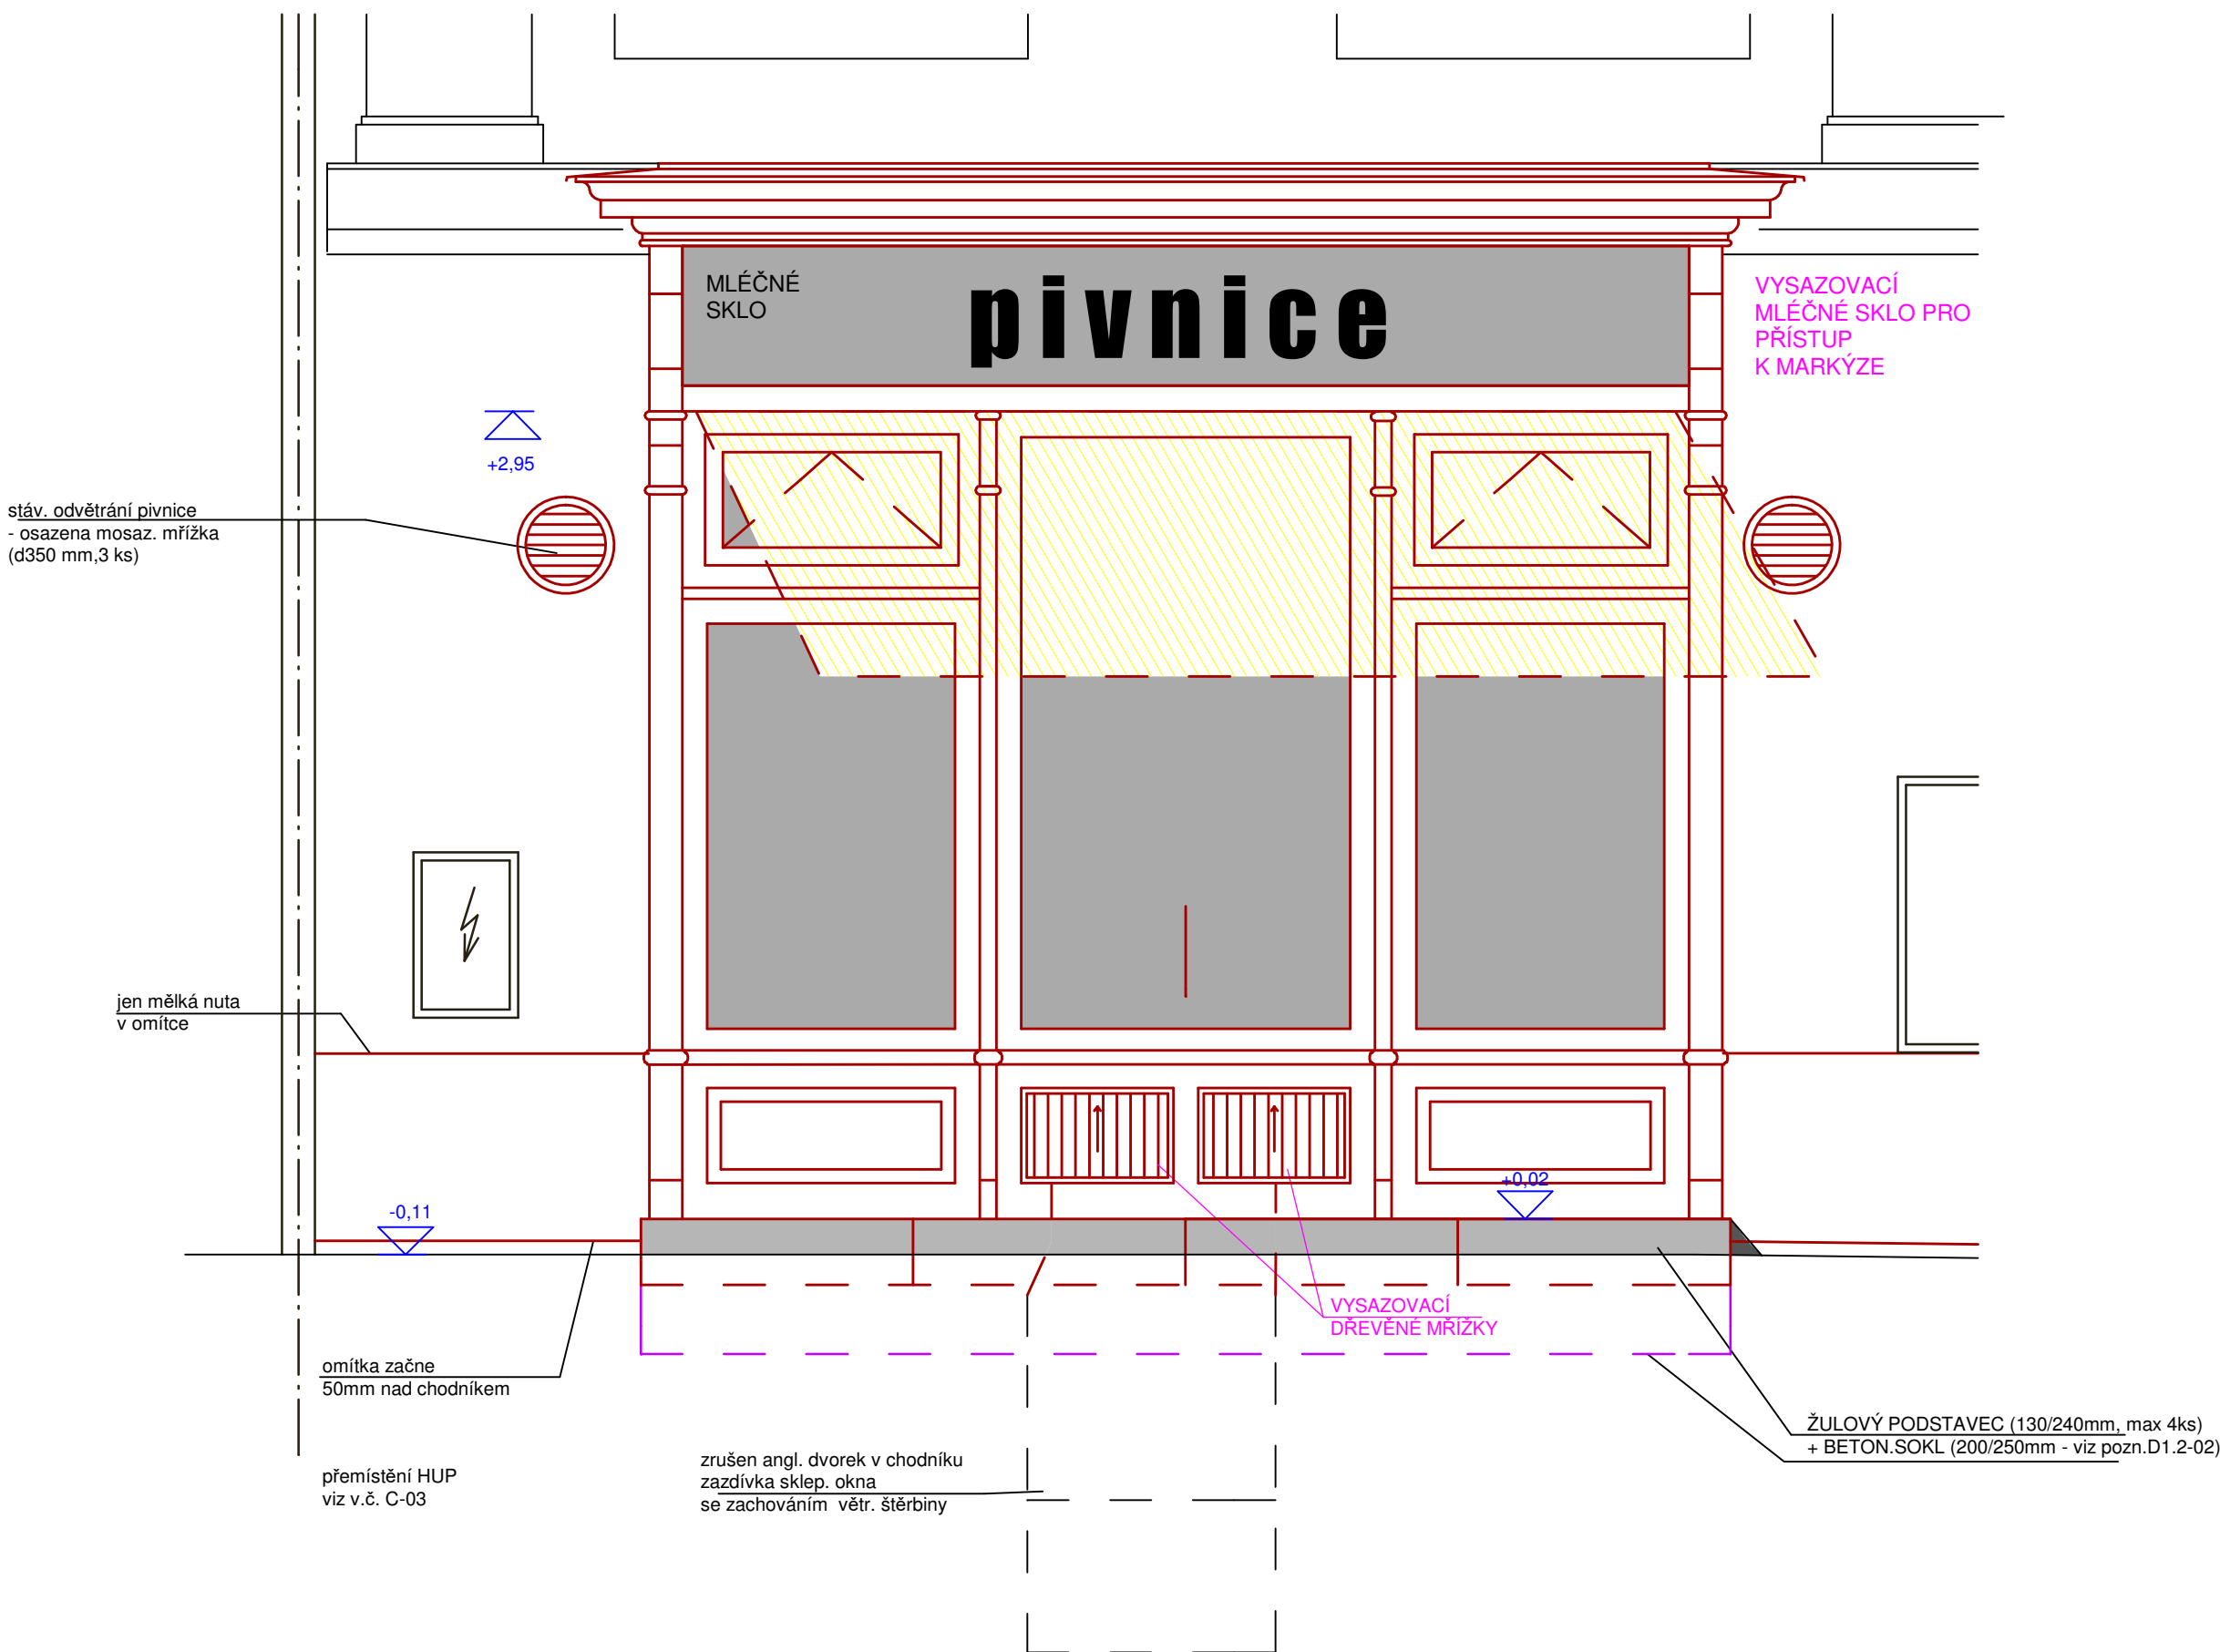 MLÉČNÉ
SKLO
pivnice
VYSAZOVACÍ
MLÉČNÉ SKLO PRO
PŘÍSTUP
K MARKÝZE
+2,95
stáv. odvětrání pivnice
- osazena mosaz. mřížka
(d350 mm,3 ks)
jen mělká nuta
v omítce
-0,11
+0,02
VYSAZOVACÍ
DŘEVĚNÉ MŘÍŽKY
omítka začne
50mm nad chodníkem
ŽULOVÝ PODSTAVEC (130/240mm, max 4ks)
+ BETON.SOKL (200/250mm - viz pozn.D1.2-02)
zrušen angl. dvorek v chodníku
zazdívka sklep. okna
se zachováním větr. štěrbiny
přemístění HUP
viz v.č. C-03